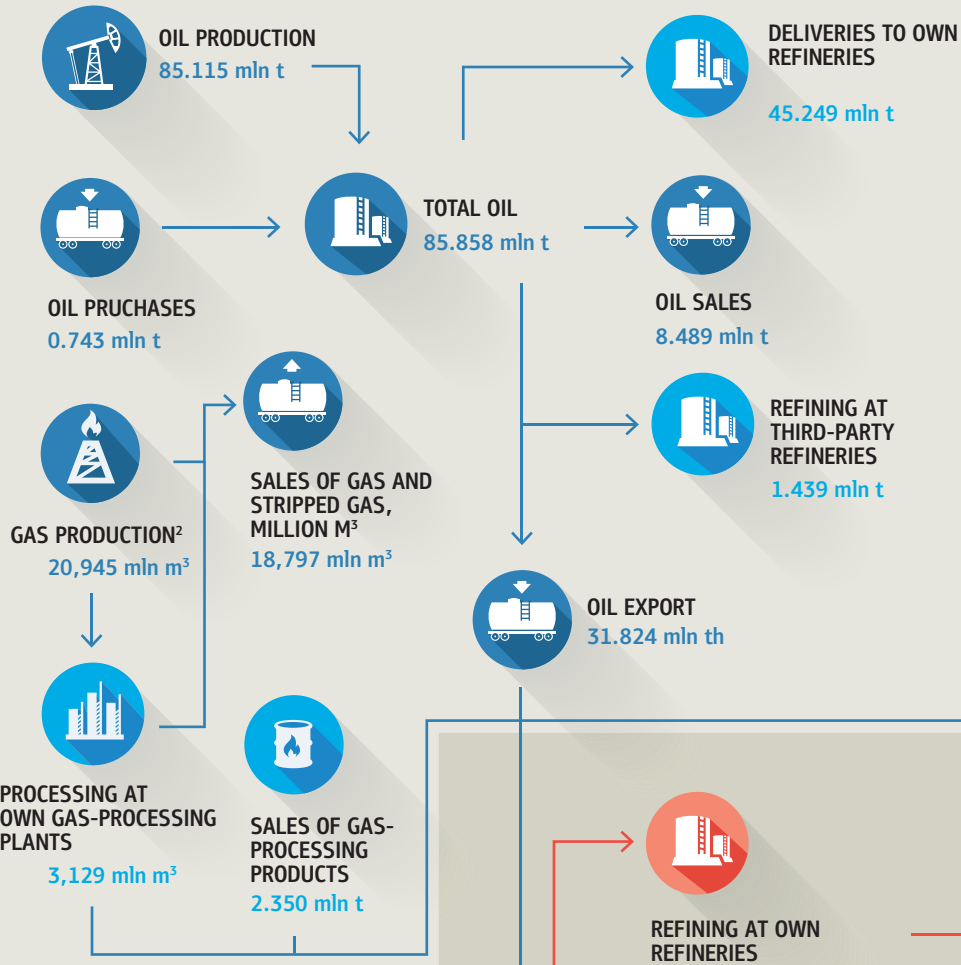 OIL PRODUCTION
85.115 mln t
DELIVERIES TO OWN
REFINERIES
45.249 mln t
OIL PRUCHASES
0.743 mln t
TOTAL OIL
85.858 mln t
OIL SALES
8.489 mln t
REFINING AT
THIRD-PARTY
REFINERIES
1.439 mln t
GAS PRODUCTION²
20,945 mln m³
SALES OF GAS AND
STRIPPED GAS,
MILLION M³
18,797 mln m³
OIL EXPORT
31.824 mln th
PROCESSING AT
OWN GAS-PROCESSING
PLANTS
3,129 mln m³
SALES OF GAS-
PROCESSING
PRODUCTS
2.350 mln t
REFINING AT OWN
REFINERIES